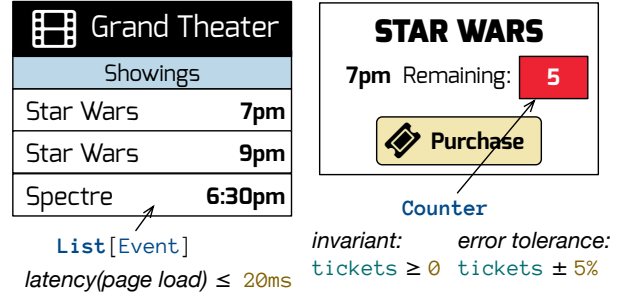 Grand Theater
Showings
Star Wars 7pm
Star Wars 9pm
Spectre 6:30pm
List[Event]
latency(page load) ≤ 20ms
STAR WARS
7pm Remaining: 5
Purchase
Counter
invariant: error tolerance:
tickets ≥ 0 tickets ± 5%